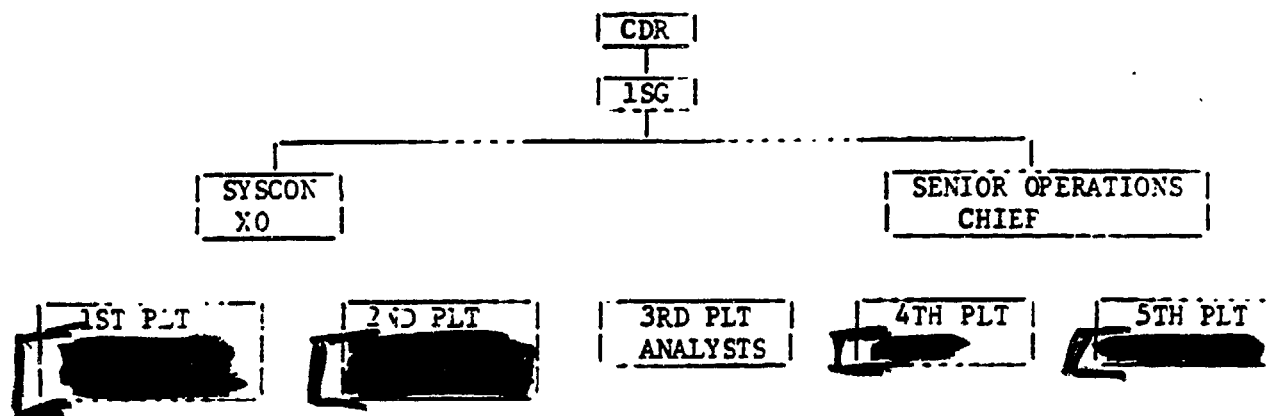 CDR
1SG
SYSCON
XO
SENIOR OPERATIONS
CHIEF
1ST PLT
2ND PLT
3RD PLT
ANALYSTS
4TH PLT
5TH PLT